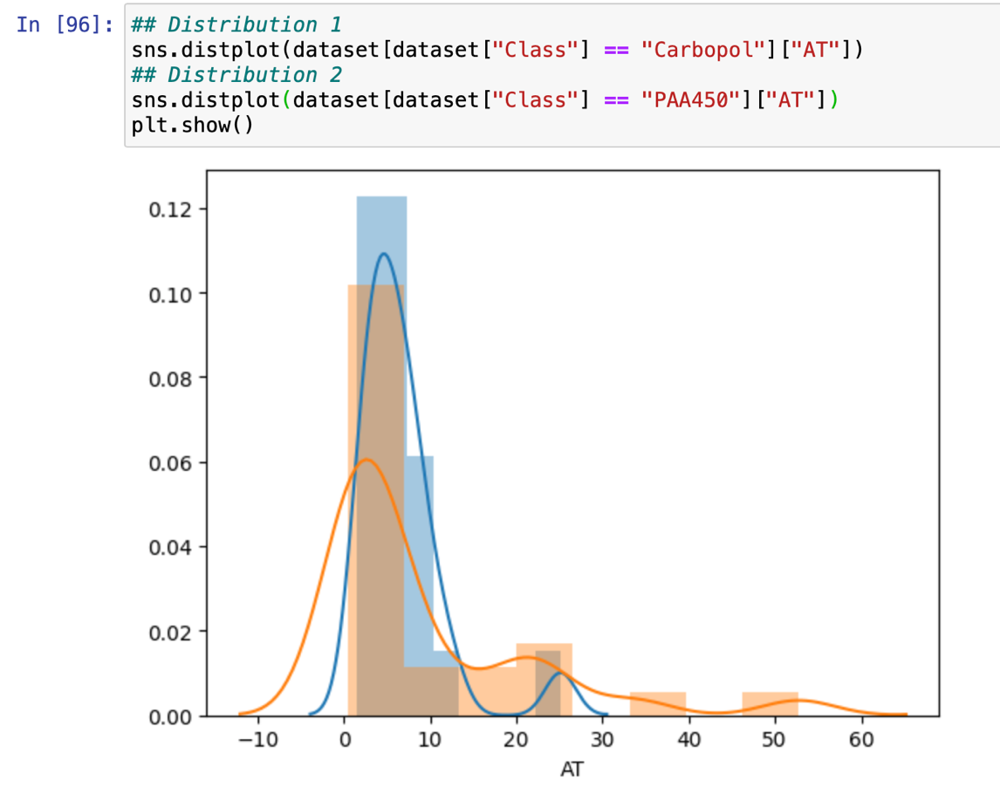 In [96]:
## Distribution 1
sns.distplot(dataset[dataset["Class"] == "Carbopol"]["AT"])
## Distribution 2
sns.distplot(dataset[dataset["Class"] == "PAA450"]["AT"])
plt.show()
0.12
0.10
0.08
0.06
0.04
0.02
0.00
−10 0 10 20 30 40 50 60
AT